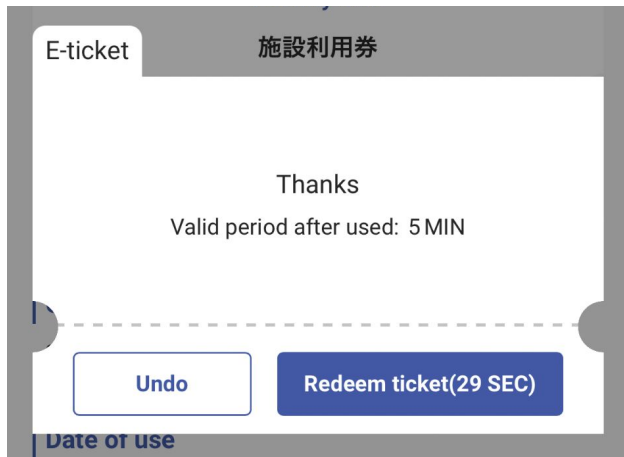 E-ticket
施設利用券
Thanks
Valid period after used: 5 MIN
Undo
Redeem ticket(29 SEC)
Date of use